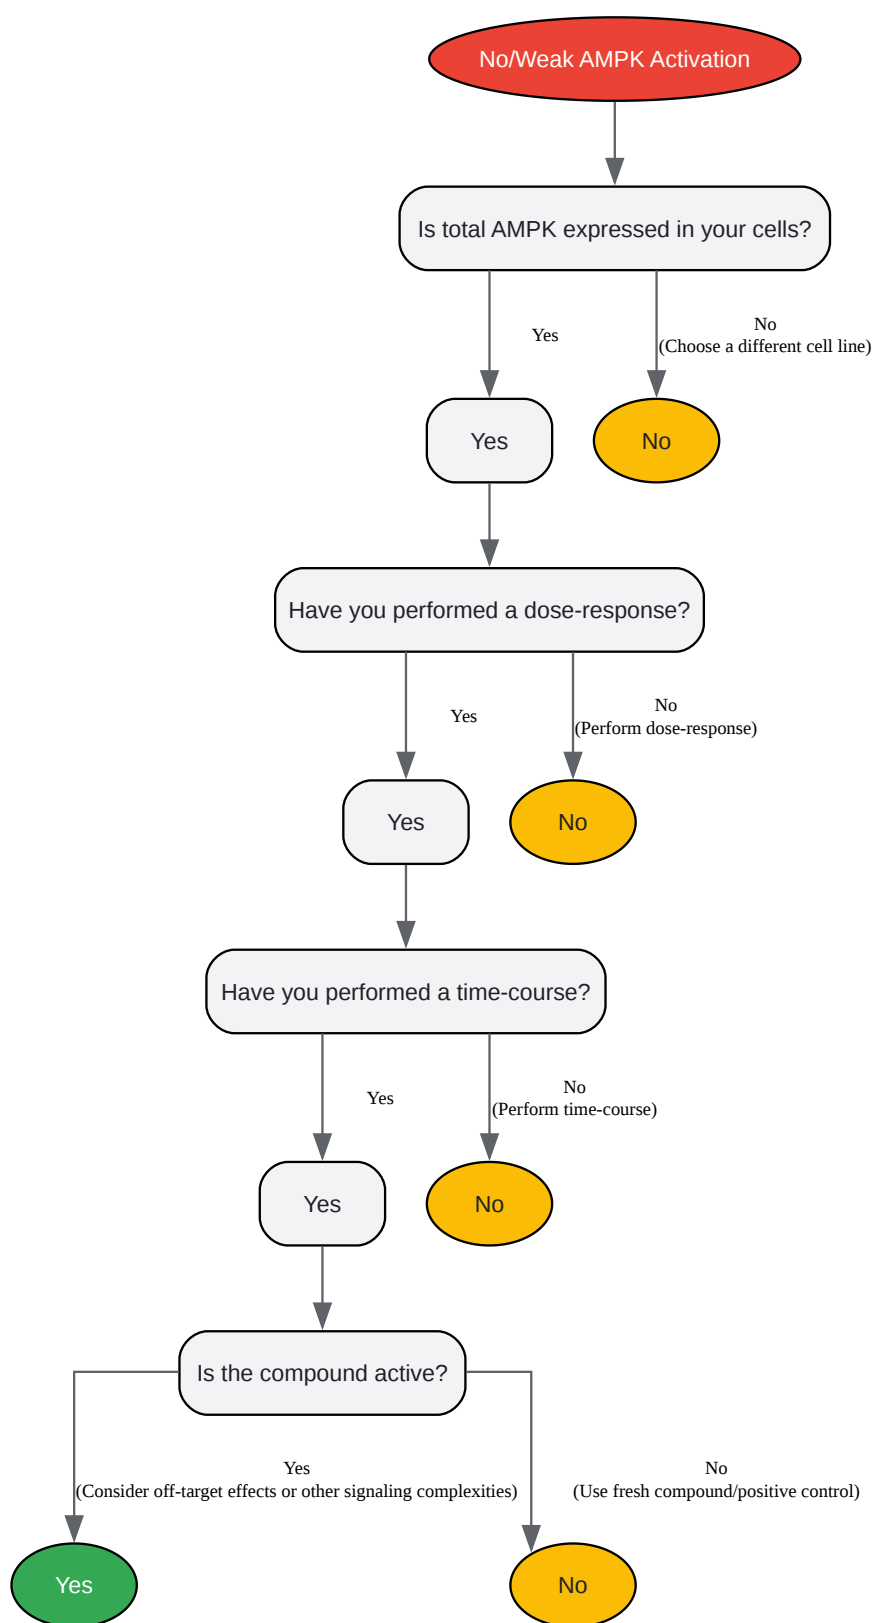 No/Weak AMPK Activation
Is total AMPK expressed in your cells?
Yes
No
(Choose a different cell line)
Yes
No
Have you performed a dose-response?
Yes
No
(Perform dose-response)
Yes
No
Have you performed a time-course?
Yes
No
(Perform time-course)
Yes
No
Is the compound active?
Yes
(Consider off-target effects or other signaling complexities)
No
(Use fresh compound/positive control)
Yes
No